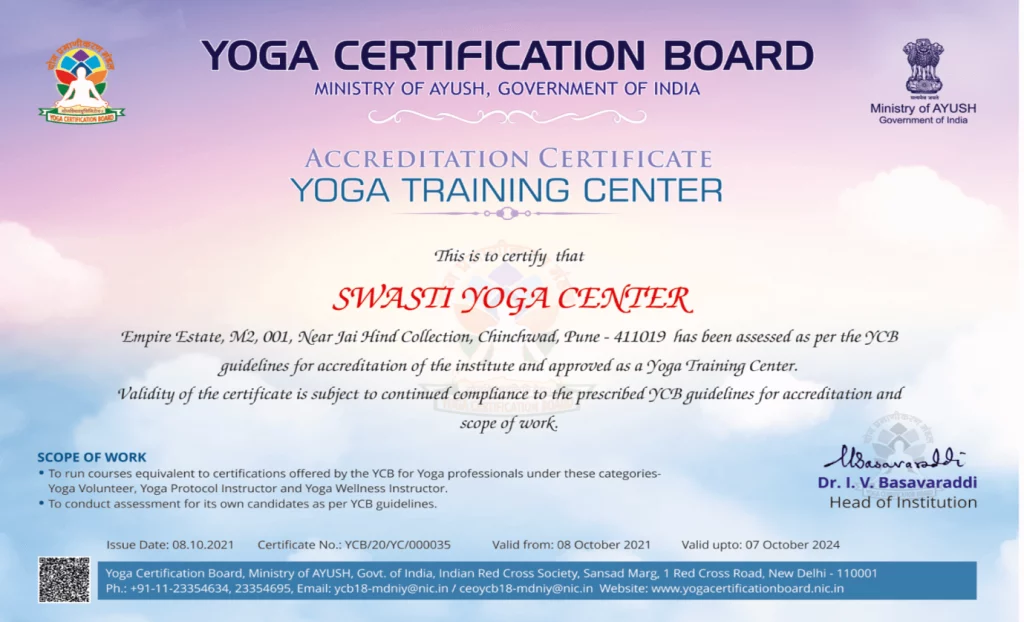 YOGA CERTIFICATION BOARD
MINISTRY OF AYUSH, GOVERNMENT OF INDIA
YOGA CERTIFICATION BOARD
Ministry of AYUSH
Government of India
ACCREDITATION CERTIFICATE
YOGA TRAINING CENTER
This is to certify that
SWASTI YOGA CENTER
Empire Estate, M2, 001, Near Jai Hind Collection, Chinchwad, Pune - 411019 has been assessed as per the YCB
guidelines for accreditation of the institute and approved as a Yoga Training Center.
Validity of the certificate is subject to continued compliance to the prescribed YCB guidelines for accreditation and
scope of work.
SCOPE OF WORK
• To run courses equivalent to certifications offered by the YCB for Yoga professionals under these categories-
Yoga Volunteer, Yoga Protocol Instructor and Yoga Wellness Instructor.
• To conduct assessment for its own candidates as per YCB guidelines.
Dr. I. V. Basavaraddi
Head of Institution
Issue Date: 08.10.2021 Certificate No.: YCB/20/YC/000035 Valid from: 08 October 2021 Valid upto: 07 October 2024
Yoga Certification Board, Ministry of AYUSH, Govt. of India, Indian Red Cross Society, Sansad Marg, 1 Red Cross Road, New Delhi - 110001
Ph.: +91-11-23354634, 23354695, Email: ycb18-mdniy@nic.in / ceoycb18-mdniy@nic.in Website: www.yogacertificationboard.nic.in